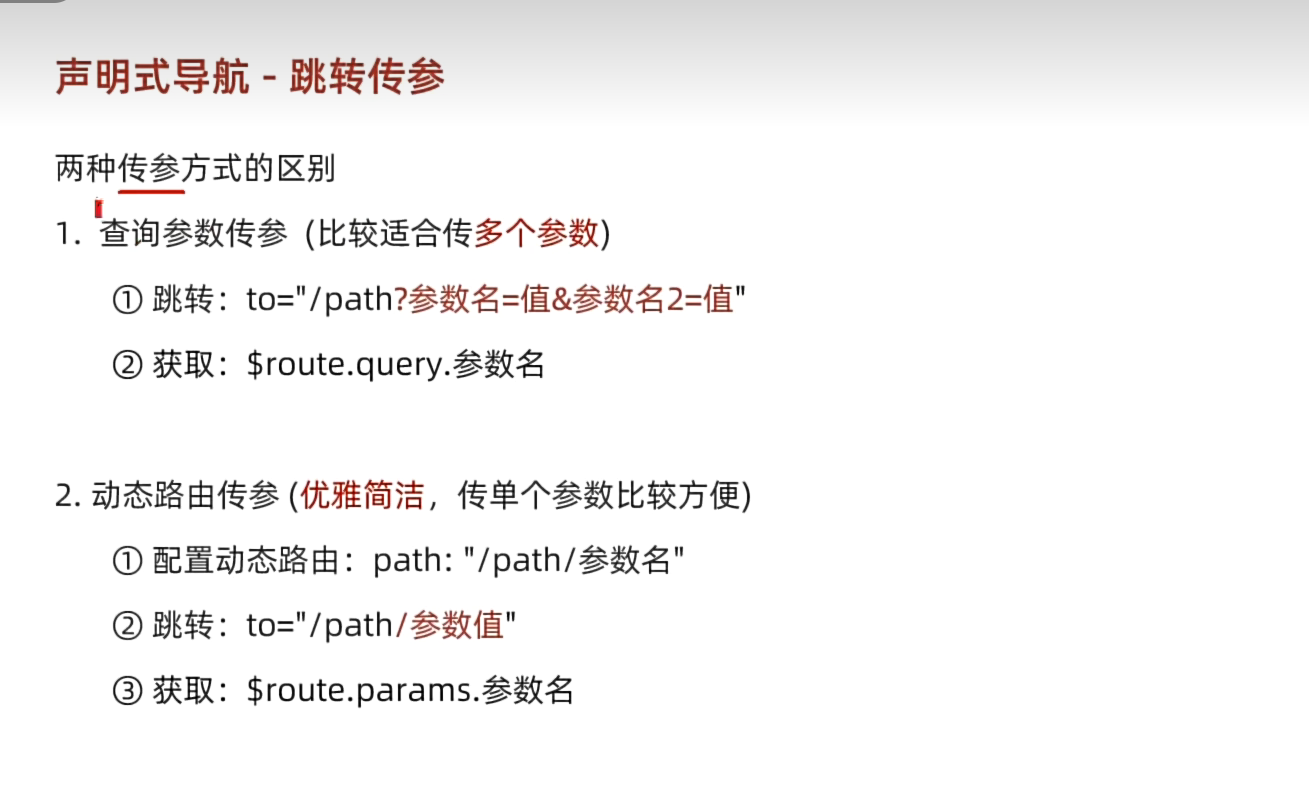 声明式导航 - 跳转传参
两种传参方式的区别
1. 查询参数传参 (比较适合传多个参数)
① 跳转：to="/path?参数名=值&参数名2=值"
② 获取：$route.query.参数名
2. 动态路由传参 (优雅简洁，传单个参数比较方便)
① 配置动态路由：path: "/path/参数名"
② 跳转：to="/path/参数值"
③ 获取：$route.params.参数名